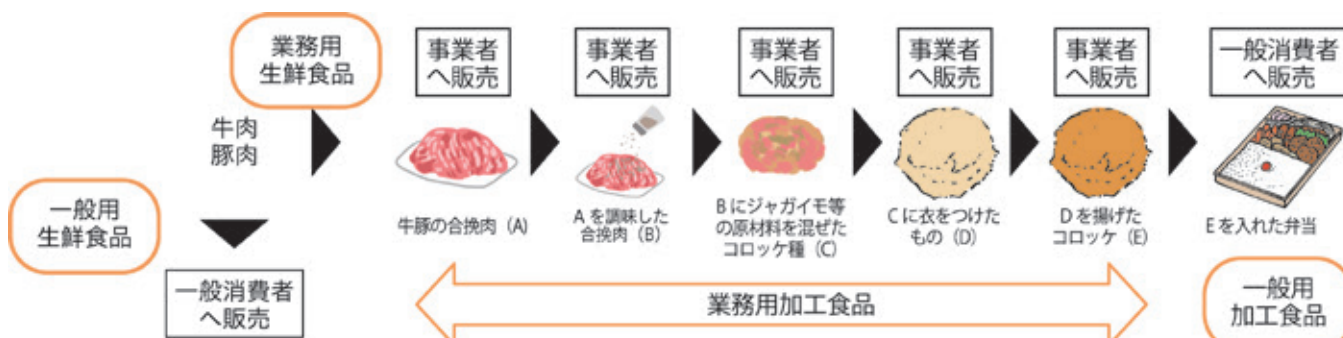 業務用
生鮮食品
事業者
へ販売
事業者
へ販売
事業者
へ販売
事業者
へ販売
事業者
へ販売
一般消費者
へ販売
牛肉
豚肉
一般用
生鮮食品
牛豚の合挽肉（A）
A を調味した
合挽肉（B）
B にジャガイモ等
の原材料を混ぜた
コロッケ種（C）
C に衣をつけた
もの（D）
D を揚げた
コロッケ（E）
E を入れた弁当
一般消費者
へ販売
業務用加工食品
一般用
加工食品